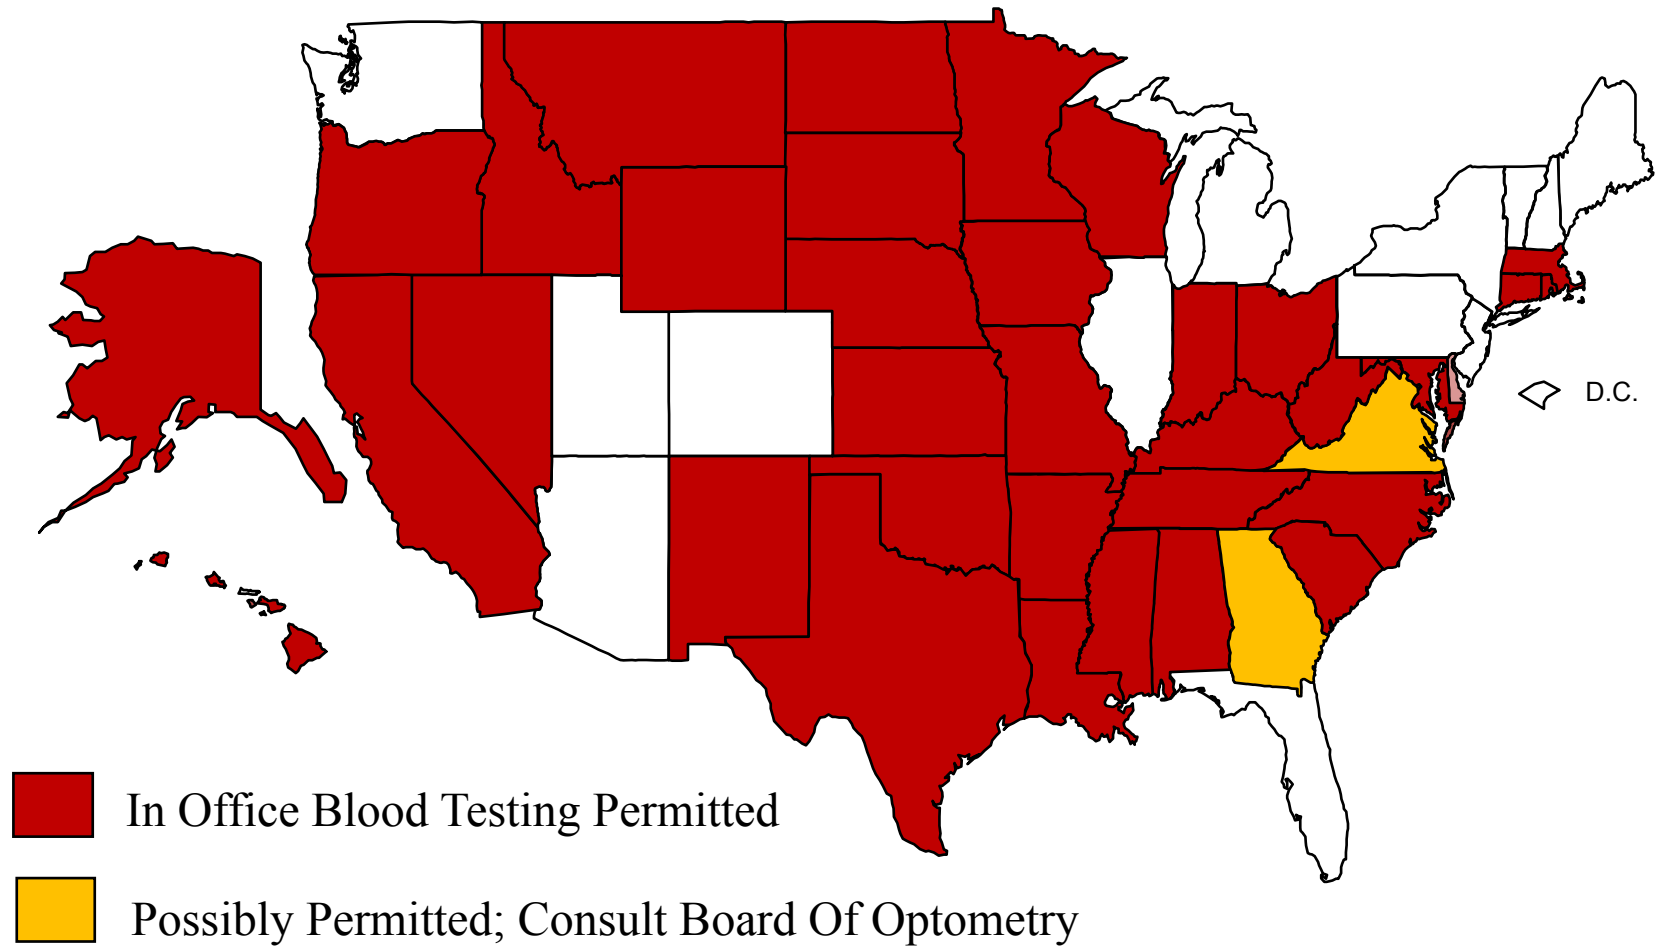 D.C.
In Office Blood Testing Permitted
Possibly Permitted; Consult Board Of Optometry